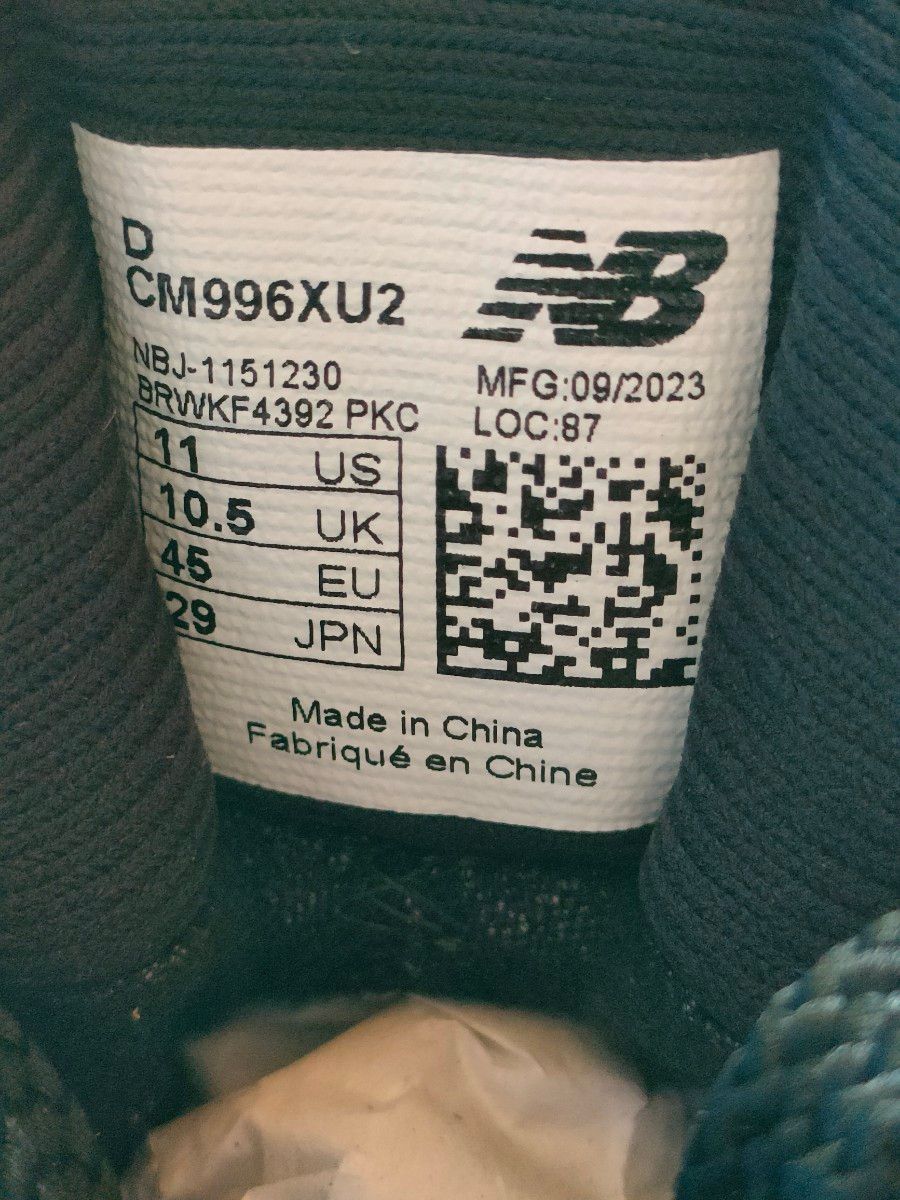 D
CM996XU2
NB
NBJ-1151230
BRWKF4392 PKC
MFG:09/2023
LOC:87
11 US
10.5 UK
45 EU
29 JPN
Made in China
Fabriqué en Chine